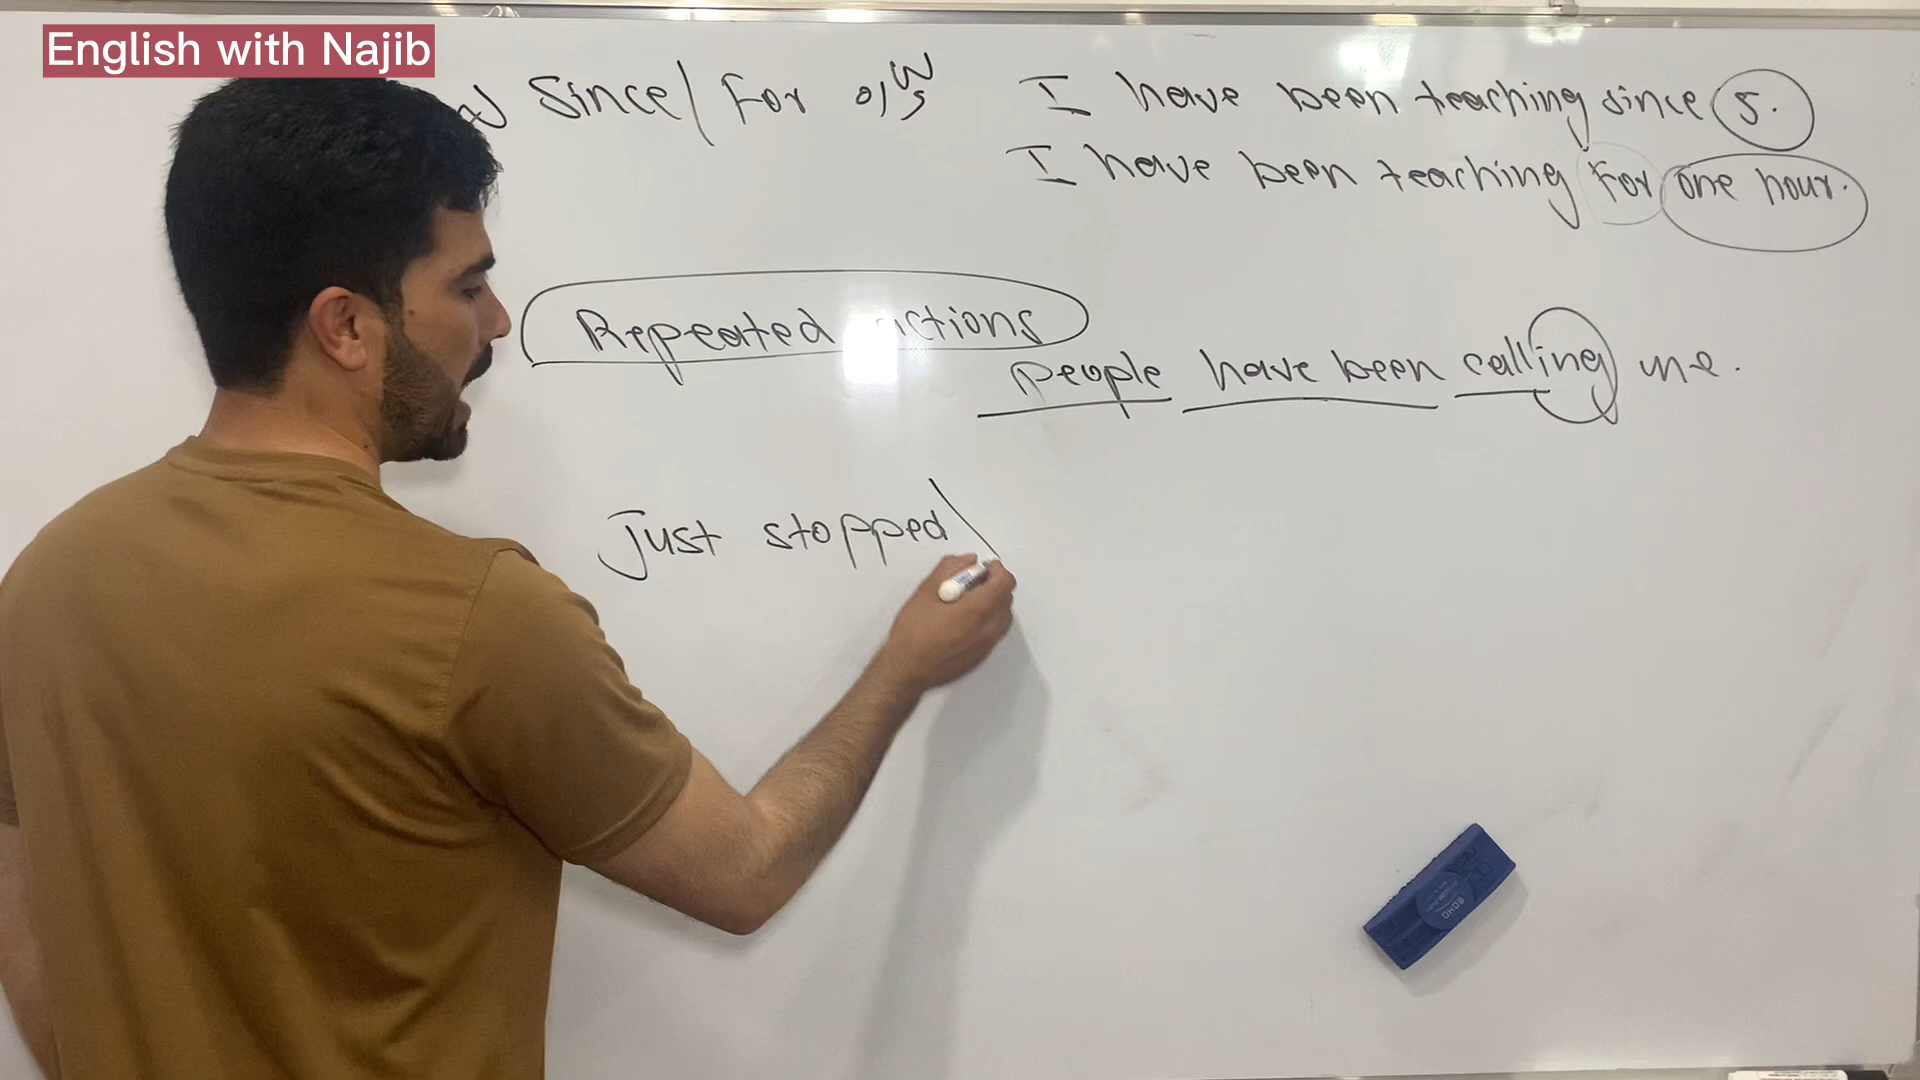 English with Najib
Since/For
I have been teaching since 5.
I have been teaching For one hour.
Repeated actions
people have been calling me.
Just stopped
BOHO